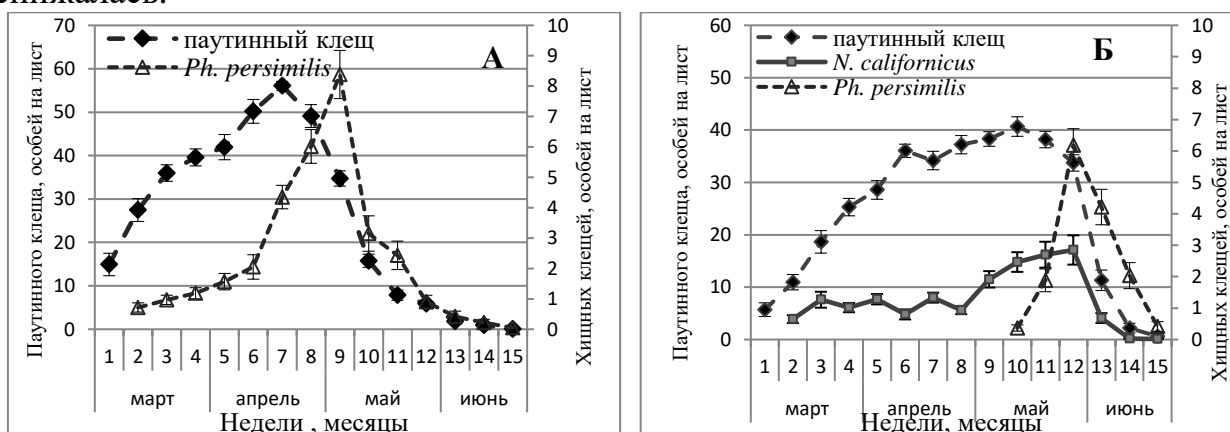 снижалась.
70
60
50
40
30
20
10
0
10
9
8
7
6
5
4
3
2
1
0
паутинный клещ
Ph. persimilis
А
Паутинного клеща, особей на лист
Хищных клещей, особей на лист
1 2 3 4 5 6 7 8 9 10 11 12 13 14 15
март апрель май июнь
Недели , месяцы
60
50
40
30
20
10
0
10
9
8
7
6
5
4
3
2
1
0
паутинный клещ
N. californicus
Ph. persimilis
Б
Паутинного клеща, особей на лист
Хищных клещей, особей на лист
1 2 3 4 5 6 7 8 9 10 11 12 13 14 15
март апрель май июнь
Недели, месяцы